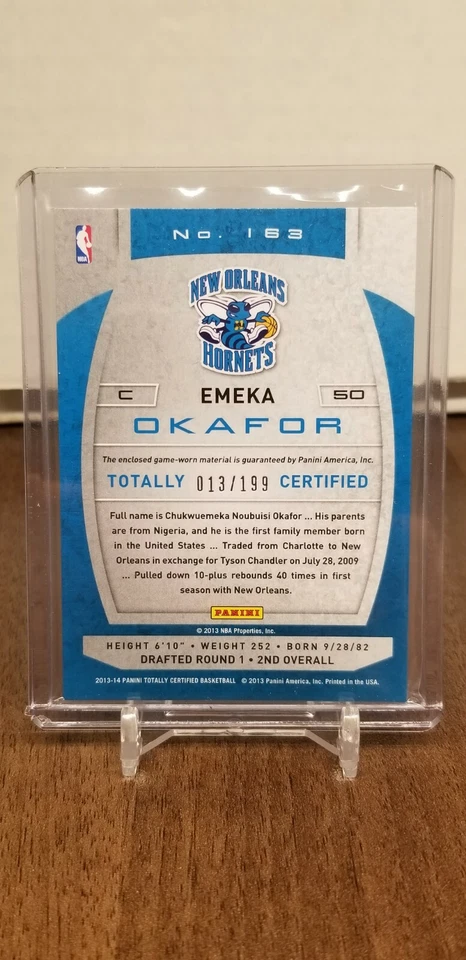 No. 163
NBA
NEW ORLEANS
HORNETS
C
EMEKA
50
OKAFOR
The enclosed game-worn material is guaranteed by Panini America, Inc.
TOTALLY 013/199 CERTIFIED
Full name is Chukwuemeka Noubuisi Okafor ... His parents
are from Nigeria, and he is the first family member born
in the United States ... Traded from Charlotte to New
Orleans in exchange for Tyson Chandler on July 28, 2009
... Pulled down 10-plus rebounds 40 times in first
season with New Orleans.
PANINI
© 2013 NBA Properties, Inc.
HEIGHT 6'10" • WEIGHT 252 • BORN 9/28/82
DRAFTED ROUND 1 • 2ND OVERALL
2013-14 PANINI TOTALLY CERTIFIED BASKETBALL © 2013 Panini America, Inc. Printed in the USA.